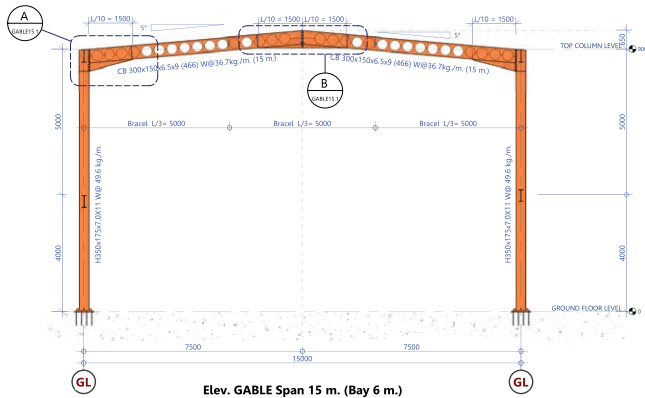 A
GABLE15.1
L/10 = 1500
5°
L/10 = 1500
L/10 = 1500
L/10 = 1500
5°
650
TOP COLUMN LEVEL
CB 300x150x6.5x9 (466) W@36.7kg./m. (15 m.)
CB 300x150x6.5x9 (466) W@36.7kg./m. (15 m.)
B
GABLE15.1
5000
Bracel L/3= 5000
Bracel L/3= 5000
Bracel L/3= 5000
5000
H350x175x7.0X11 W@ 49.6 kg./m.
H350x175x7.0X11 W@ 49.6 kg./m.
4000
4000
GROUND FLOOR LEVEL
0
7500
7500
15000
GL
GL
Elev. GABLE Span 15 m. (Bay 6 m.)